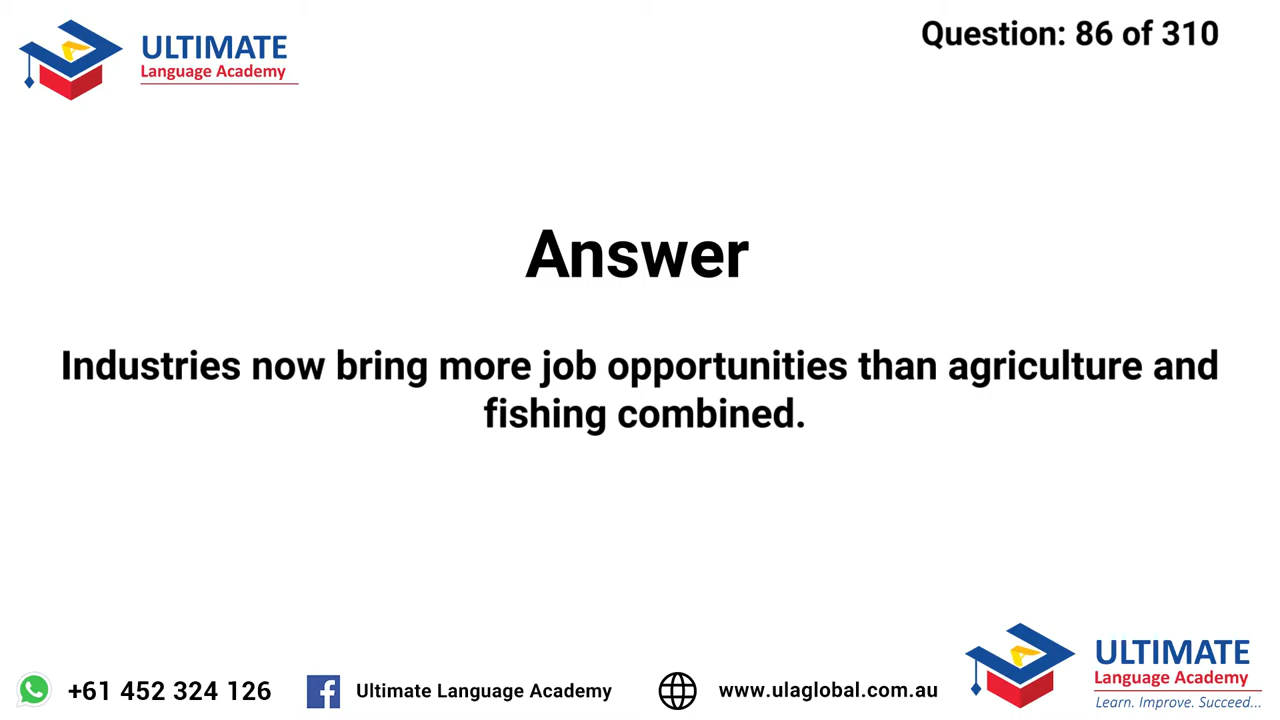 ULTIMATE
Language Academy
Question: 86 of 310
Answer
Industries now bring more job opportunities than agriculture and
fishing combined.
+61 452 324 126
Ultimate Language Academy
www.ulaglobal.com.au
ULTIMATE
Language Academy
Learn. Improve. Succeed...